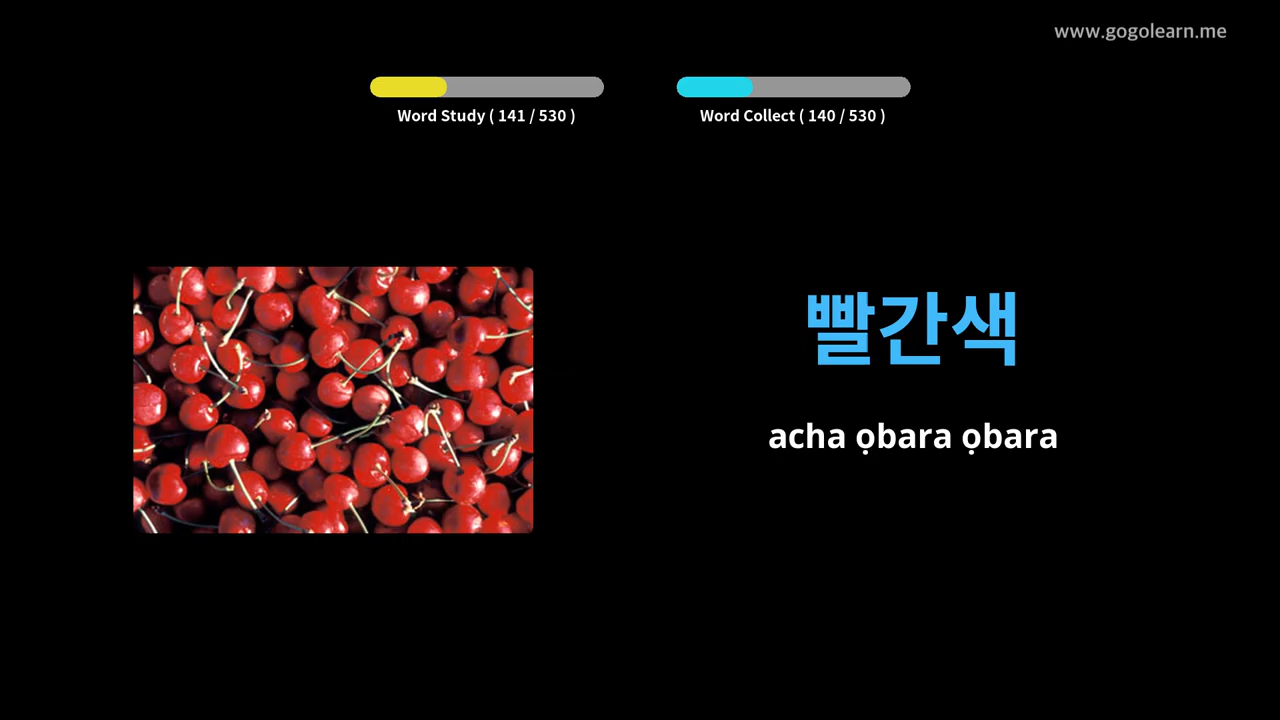 www.gogolearn.me
Word Study ( 141 / 530 )
Word Collect ( 140 / 530 )
빨간색
acha ọbara ọbara